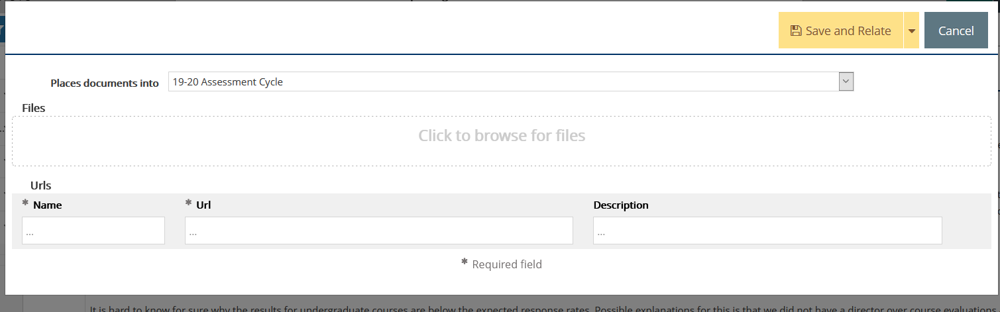 Save and Relate Cancel
Places documents into 19-20 Assessment Cycle
Files
Click to browse for files
Urls
* Name * Url Description
... ... ...
* Required field
It is hard to know for sure why the results for undergraduate courses are below the expected response rates. Possible explanations for this is that we did not have a director over course evaluations